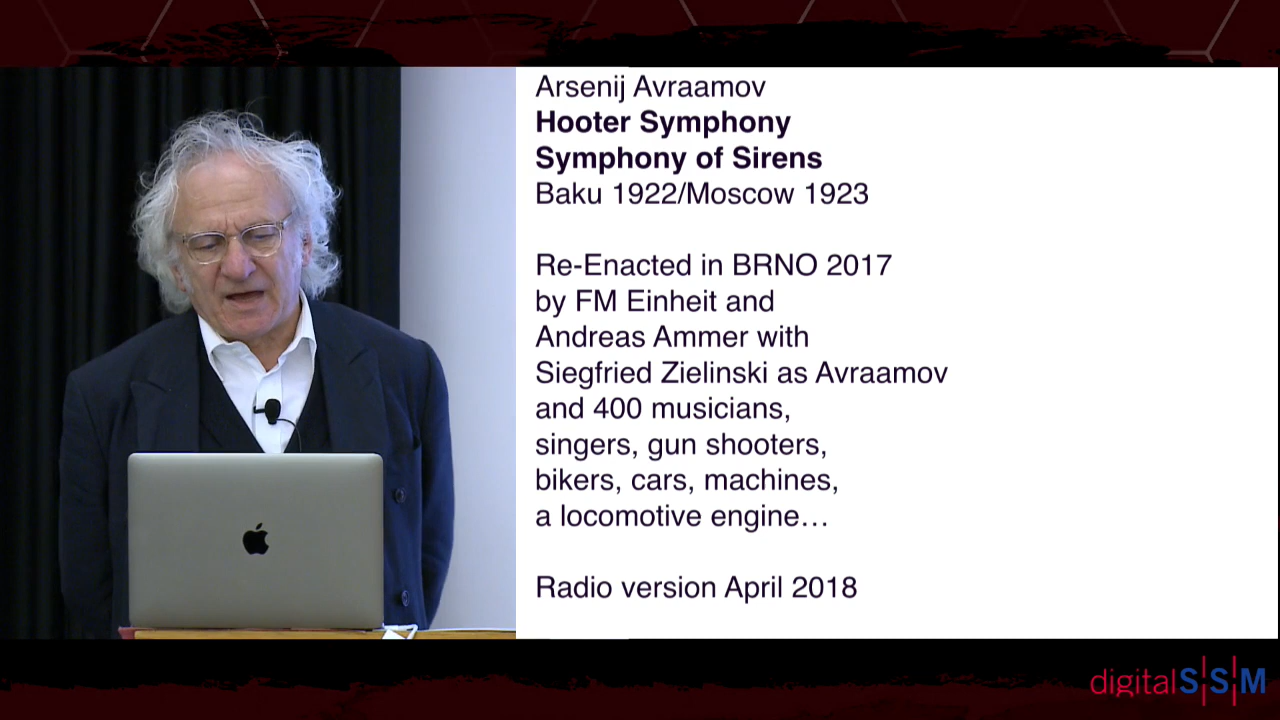 Arsenij Avraamov
Hooter Symphony
Symphony of Sirens
Baku 1922/Moscow 1923
Re-Enacted in BRNO 2017
by FM Einheit and
Andreas Ammer with
Siegfried Zielinski as Avraamov
and 400 musicians,
singers, gun shooters,
bikers, cars, machines,
a locomotive engine…
Radio version April 2018
digitalS|S|M